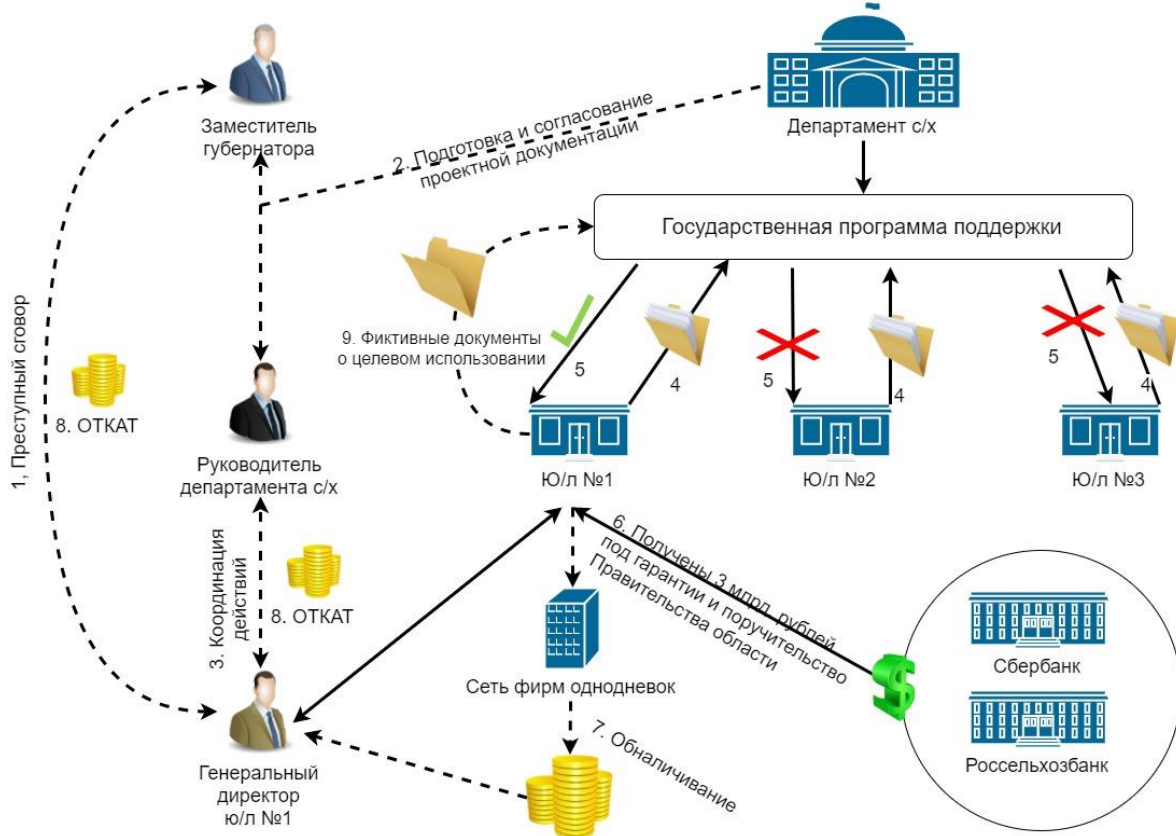 Заместитель
губернатора
Департамент с/х
2. Подготовка и согласование
проектной документации
Государственная программа поддержки
1, Преступный сговор
8. ОТКАТ
9. Фиктивные документы
о целевом использовании
5
4
5
4
5
4
Руководитель
департамента с/х
Ю/л №1
Ю/л №2
Ю/л №3
3. Координация
действий
8. ОТКАТ
6. Получены 3 млрд. рублей
под гарантии и поручительство
Правительства области
Сеть фирм однодневок
Сбербанк
Россельхозбанк
7. Обналичивание
Генеральный
директор
ю/л №1